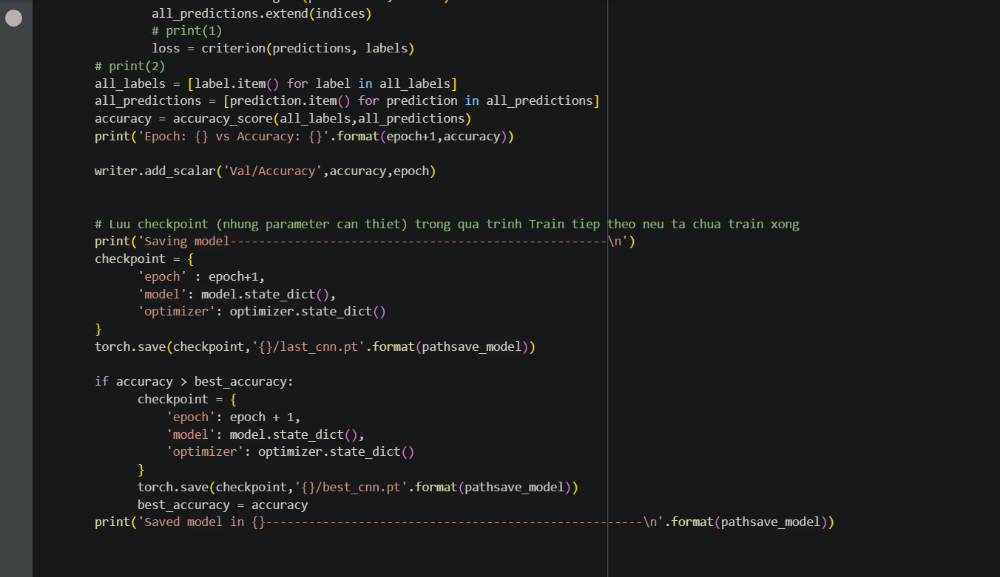 all_predictions.extend(indices)
# print(1)
loss = criterion(predictions, labels)
# print(2)
all_labels = [label.item() for label in all_labels]
all_predictions = [prediction.item() for prediction in all_predictions]
accuracy = accuracy_score(all_labels,all_predictions)
print('Epoch: {} vs Accuracy: {}'.format(epoch+1,accuracy))
writer.add_scalar('Val/Accuracy',accuracy,epoch)
# Luu checkpoint (nhung parameter can thiet) trong qua trinh Train tiep theo neu ta chua train xong
print('Saving model-----------------------------------------------------\n')
checkpoint = {
'epoch' : epoch+1,
'model': model.state_dict(),
'optimizer': optimizer.state_dict()
}
torch.save(checkpoint,'{}/last_cnn.pt'.format(pathsave_model))
if accuracy > best_accuracy:
checkpoint = {
'epoch': epoch + 1,
'model': model.state_dict(),
'optimizer': optimizer.state_dict()
}
torch.save(checkpoint,'{}/best_cnn.pt'.format(pathsave_model))
best_accuracy = accuracy
print('Saved model in {}-----------------------------------------------------\n'.format(pathsave_model))